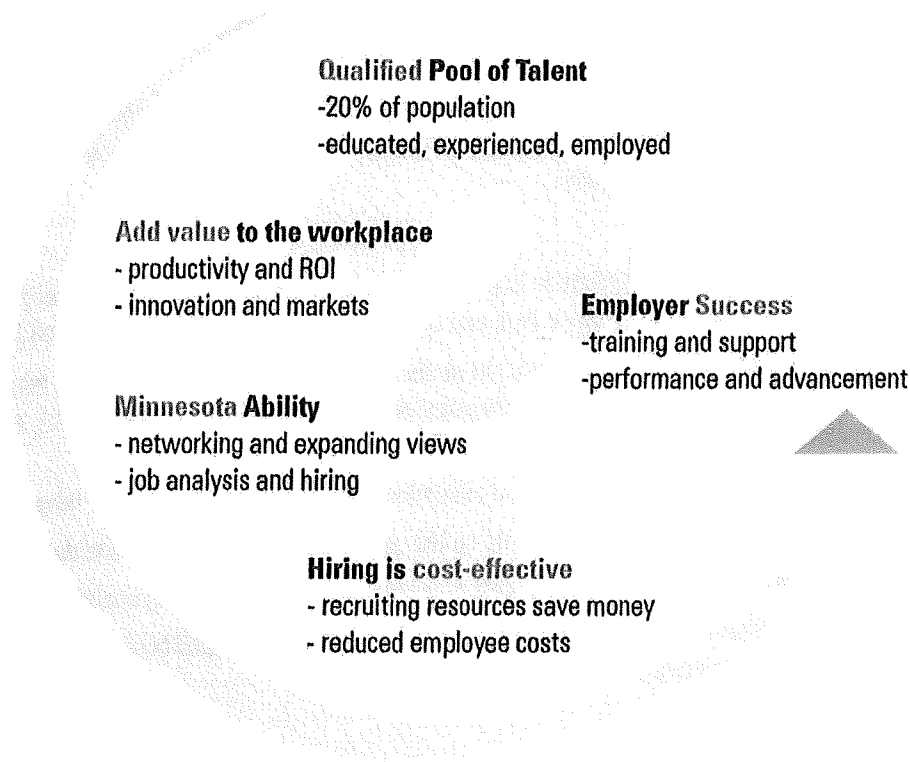 Qualified Pool of Talent
-20% of population
-educated, experienced, employed
Add value to the workplace
- productivity and ROI
- innovation and markets
Employer Success
-training and support
-performance and advancement
Minnesota Ability
- networking and expanding views
- job analysis and hiring
Hiring is cost-effective
- recruiting resources save money
- reduced employee costs